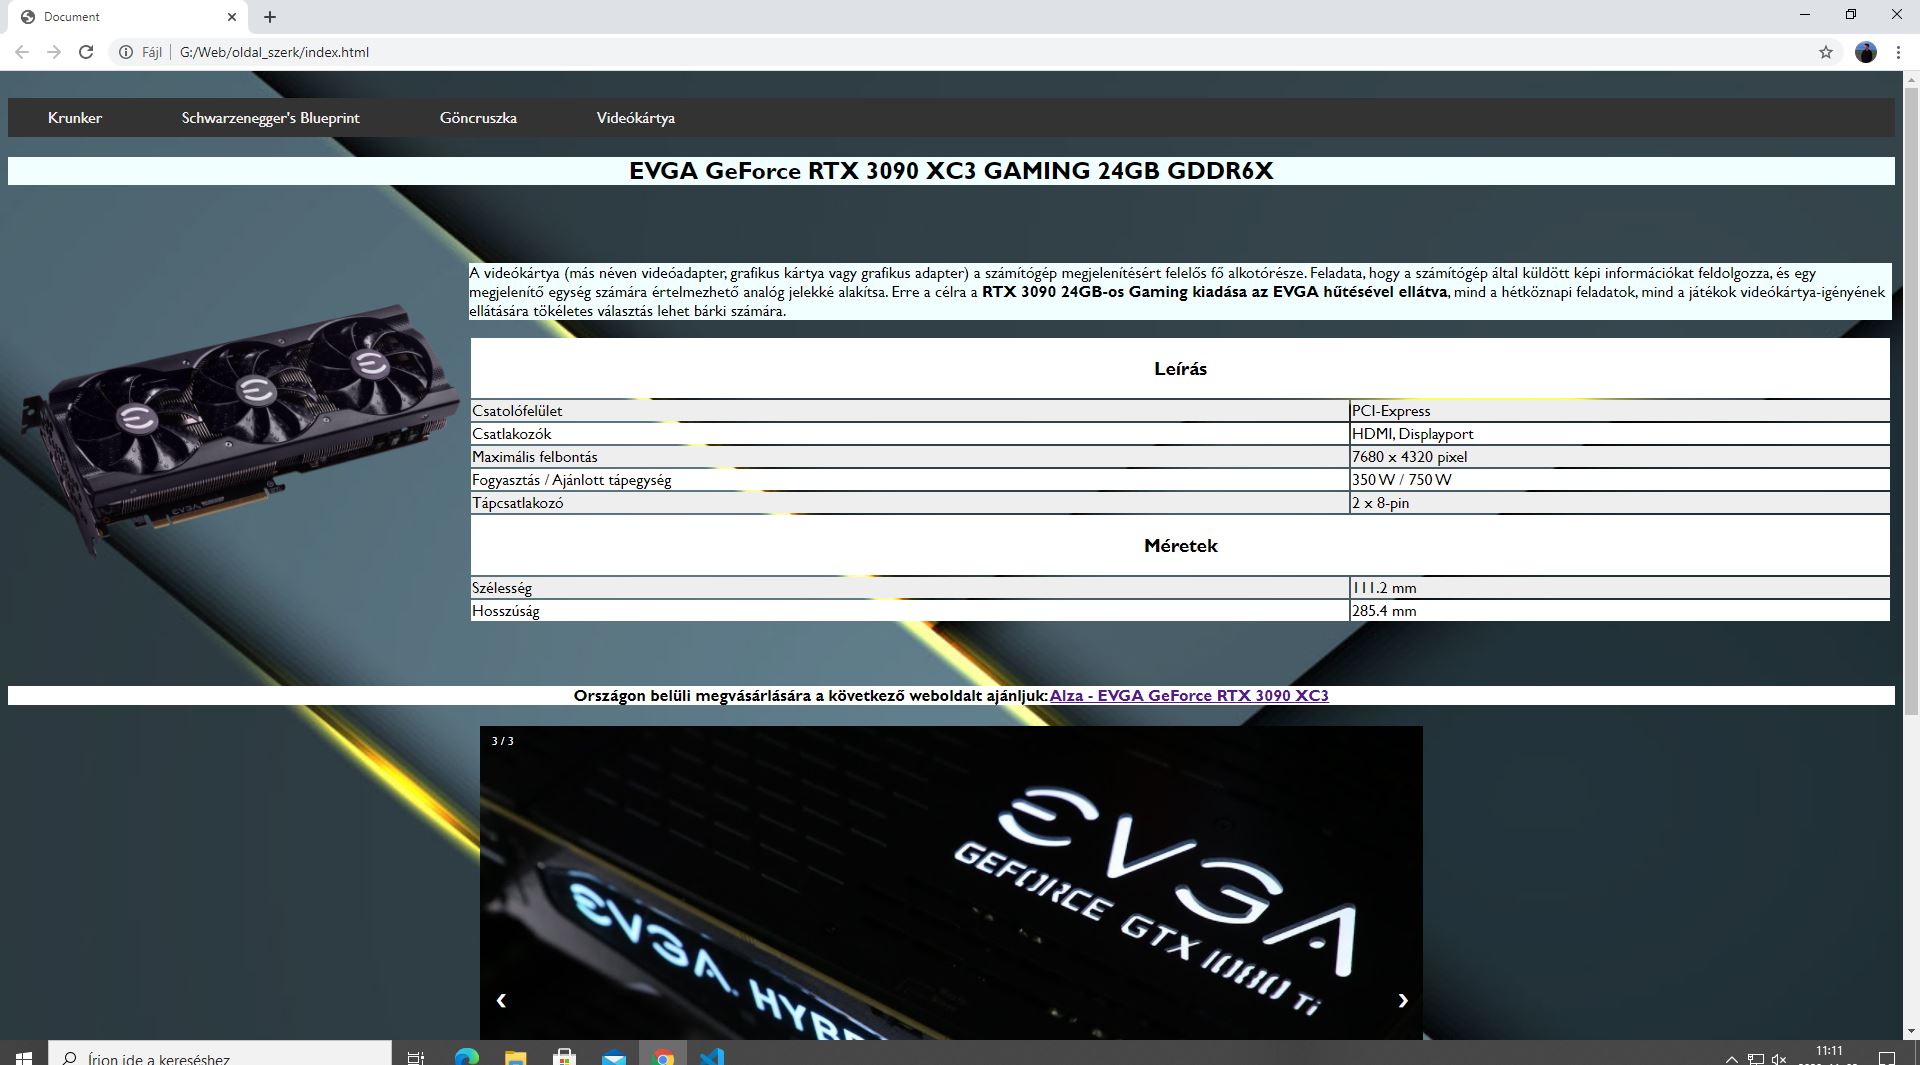 Document
Fájl
G:/Web/oldal_szerk/index.html
Krunker
Schwarzenegger's Blueprint
Göncruszka
Videókártya
EVGA GeForce RTX 3090 XC3 GAMING 24GB GDDR6X
A videókártya (más néven videóadapter, grafikus kártya vagy grafikus adapter) a számítógép megjelenítésért felelős fő alkotórésze. Feladata, hogy a számítógép által küldött képi információkat feldolgozza, és egy
megjelenítő egység számára értelmezhető analóg jelekké alakítsa. Erre a célra a RTX 3090 24GB-os Gaming kiadása az EVGA hűtésével ellátva, mind a hétköznapi feladatok, mind a játékok videókártya-igényének
ellátására tökéletes választás lehet bárki számára.
Leírás
Csatolófelület PCI-Express
Csatlakozók HDMI, Displayport
Maximális felbontás 7680 x 4320 pixel
Fogyasztás / Ajánlott tápegység 350 W / 750 W
Tápcsatlakozó 2 x 8-pin
Méretek
Szélesség 111.2 mm
Hosszúság 285.4 mm
EVGA
Országon belüli megvásárlására a következő weboldalt ajánljuk: Alza - EVGA GeForce RTX 3090 XC3
3 / 3
EVGA
GEFORCE GTX 1080 Ti
EVGA HYBR
❮
❯
Írjon ide a kereséshez
11:11